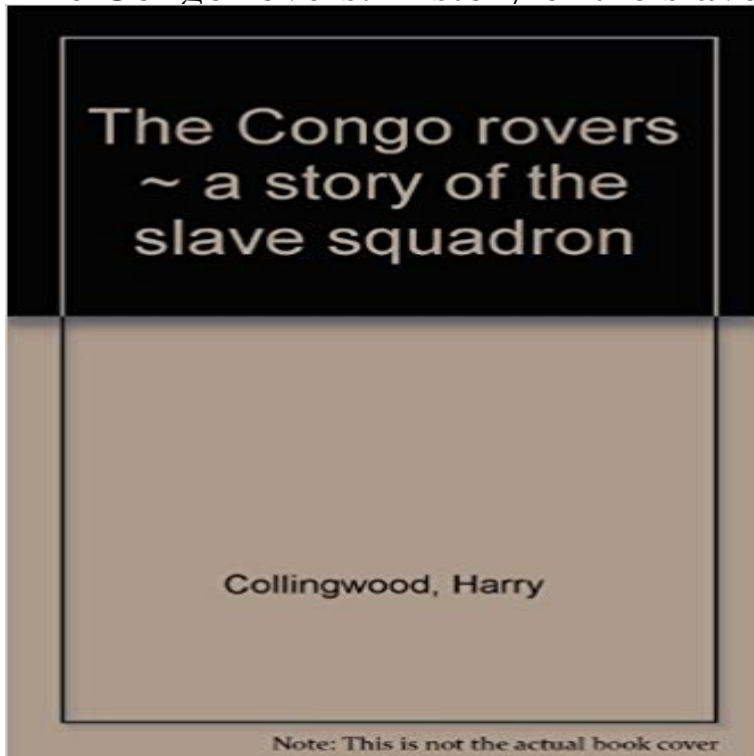 The Congo rovers
~ a story of the
slave squadron
Collingwood, Harry
Note: This is not the actual book cover